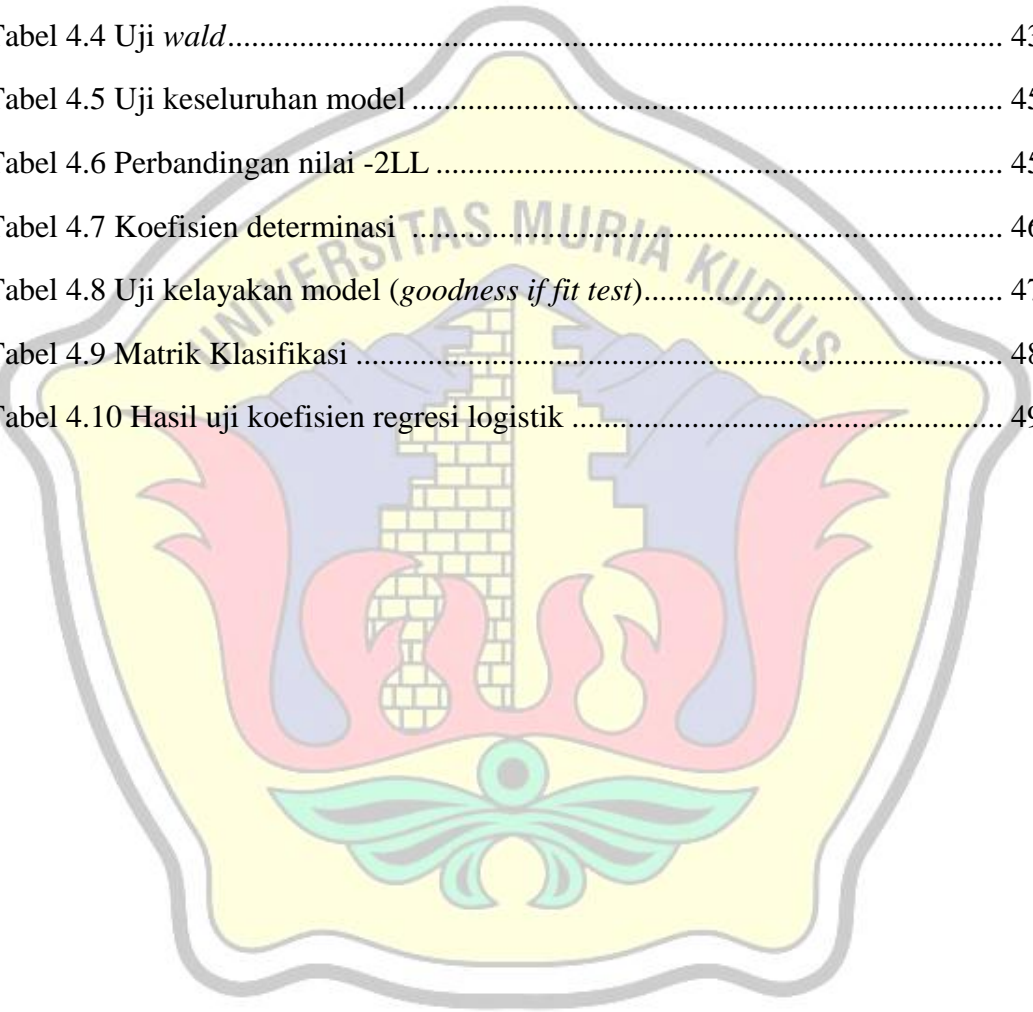 Tabel 4.4 Uji wald.......................................................................................... 43
Tabel 4.5 Uji keseluruhan model .................................................................... 45
Tabel 4.6 Perbandingan nilai -2LL .................................................................. 45
Tabel 4.7 Koefisien determinasi ..................................................................... 46
Tabel 4.8 Uji kelayakan model (goodness if fit test)........................................... 47
Tabel 4.9 Matrik Klasifikasi ........................................................................... 48
Tabel 4.10 Hasil uji koefisien regresi logistik .................................................. 49
UNIVERSITAS MURIA KUDUS